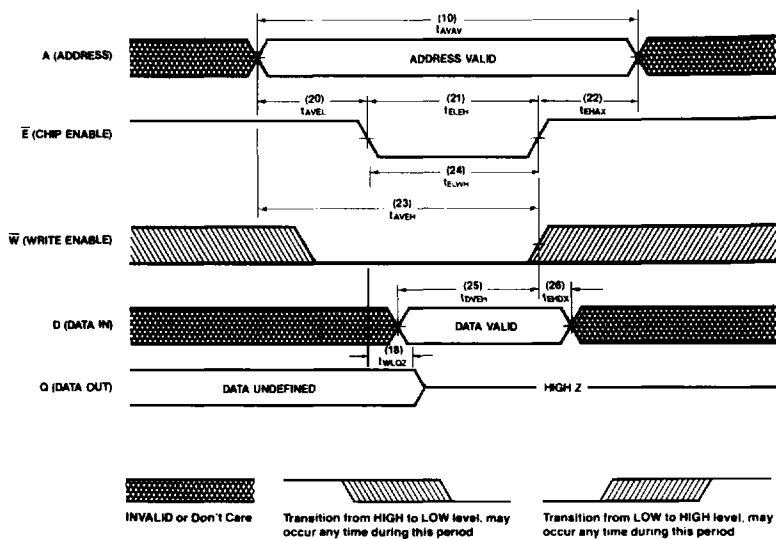 (10)
tAVAV
A (ADDRESS)
ADDRESS VALID
(20)
tAVEL
(21)
tELEH
(22)
tEHAX
E (CHIP ENABLE)
(24)
tELWH
(23)
tAVEH
W (WRITE ENABLE)
(25)
tDVEH
(26)
tEHDX
D (DATA IN)
DATA VALID
(18)
tWLQZ
Q (DATA OUT)
DATA UNDEFINED
HIGH Z
INVALID or Don't Care
Transition from HIGH to LOW level, may
occur any time during this period
Transition from LOW to HIGH level, may
occur any time during this period